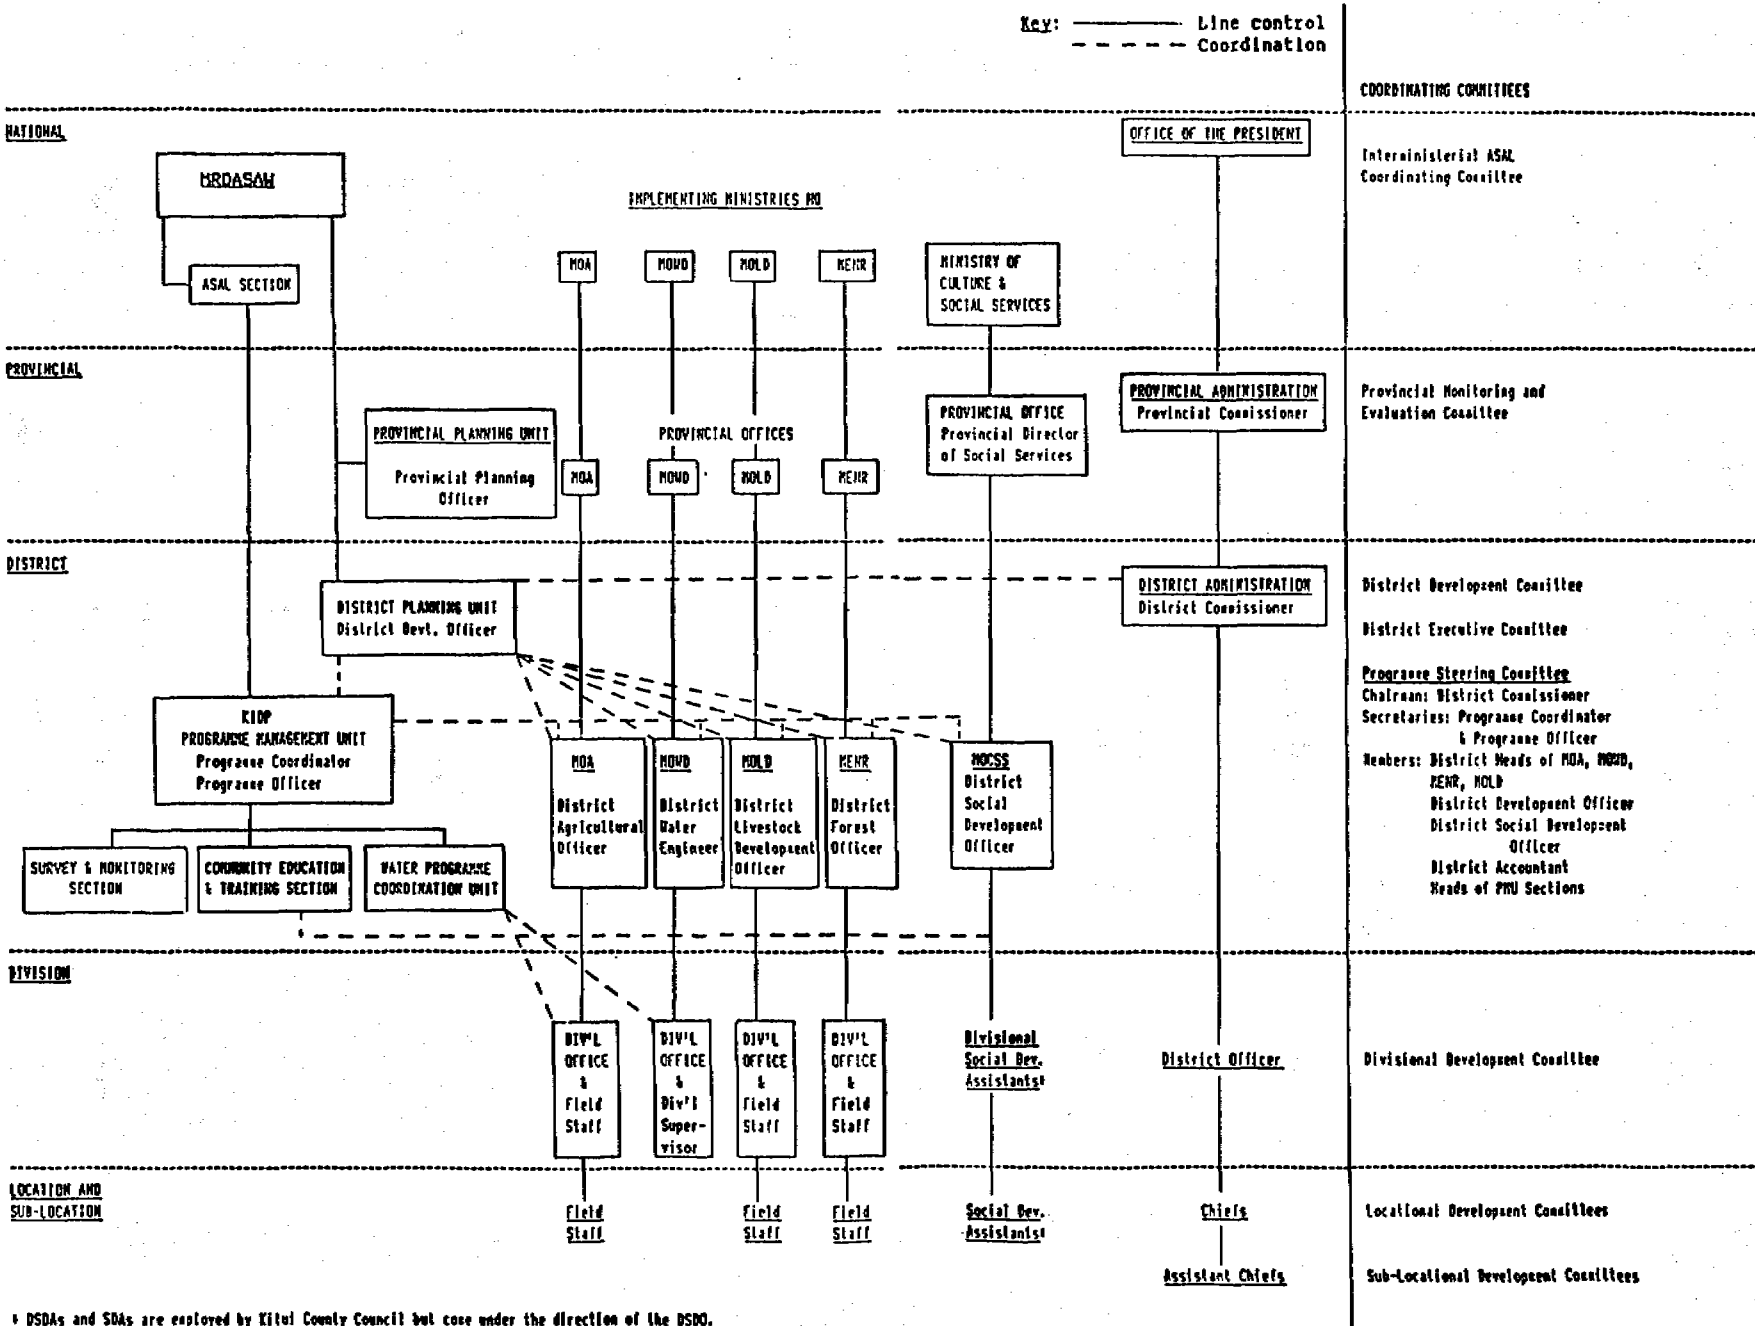 Key: Line control
Coordination
COORDINATING COMMITTEES
NATIONAL
OFFICE OF THE PRESIDENT
Interministerial ASAL
Coordinating Committee
MRDASAW
IMPLEMENTING MINISTRIES HQ
ASAL SECTION
MOA
MOWD
MOLD
MENR
MINISTRY OF
CULTURE &
SOCIAL SERVICES
PROVINCIAL
PROVINCIAL PLANNING UNIT
Provincial Planning
Officer
PROVINCIAL OFFICES
MOA
MOWD
MOLD
MENR
PROVINCIAL OFFICE
Provincial Director
of Social Services
PROVINCIAL ADMINISTRATION
Provincial Commissioner
Provincial Monitoring and
Evaluation Committee
DISTRICT
DISTRICT PLANNING UNIT
District Devt. Officer
DISTRICT ADMINISTRATION
District Commissioner
District Development Committee
District Executive Committee
Programme Steering Committee
Chairman: District Commissioner
Secretaries: Programme Coordinator
& Programme Officer
Members: District Heads of MOA, MOWD,
MENR, MOLD
District Development Officer
District Social Development
Officer
District Accountant
Heads of PMU Sections
KIDP
PROGRAMME MANAGEMENT UNIT
Programme Coordinator
Programme Officer
MOA
District
Agricultural
Officer
MOWD
District
Water
Engineer
MOLD
District
Livestock
Development
Officer
MENR
District
Forest
Officer
MOCSS
District
Social
Development
Officer
SURVEY & MONITORING
SECTION
COMMUNITY EDUCATION
& TRAINING SECTION
WATER PROGRAMME
COORDINATION UNIT
DIVISION
DIV'L
OFFICE
&
Field
Staff
DIV'L
OFFICE
&
Div'l
Super-
visor
DIV'L
OFFICE
&
Field
Staff
DIV'L
OFFICE
&
Field
Staff
Divisional
Social Dev.
Assistants*
District Officer
Divisional Development Committee
LOCATION AND
SUB-LOCATION
Field
Staff
Field
Staff
Field
Staff
Social Dev.
Assistants*
Chiefs
Locational Development Committees
Assistant Chiefs
Sub-Locational Development Committees
* DSDAs and SDAs are employed by Kitui County Council but come under the direction of the DSDO.